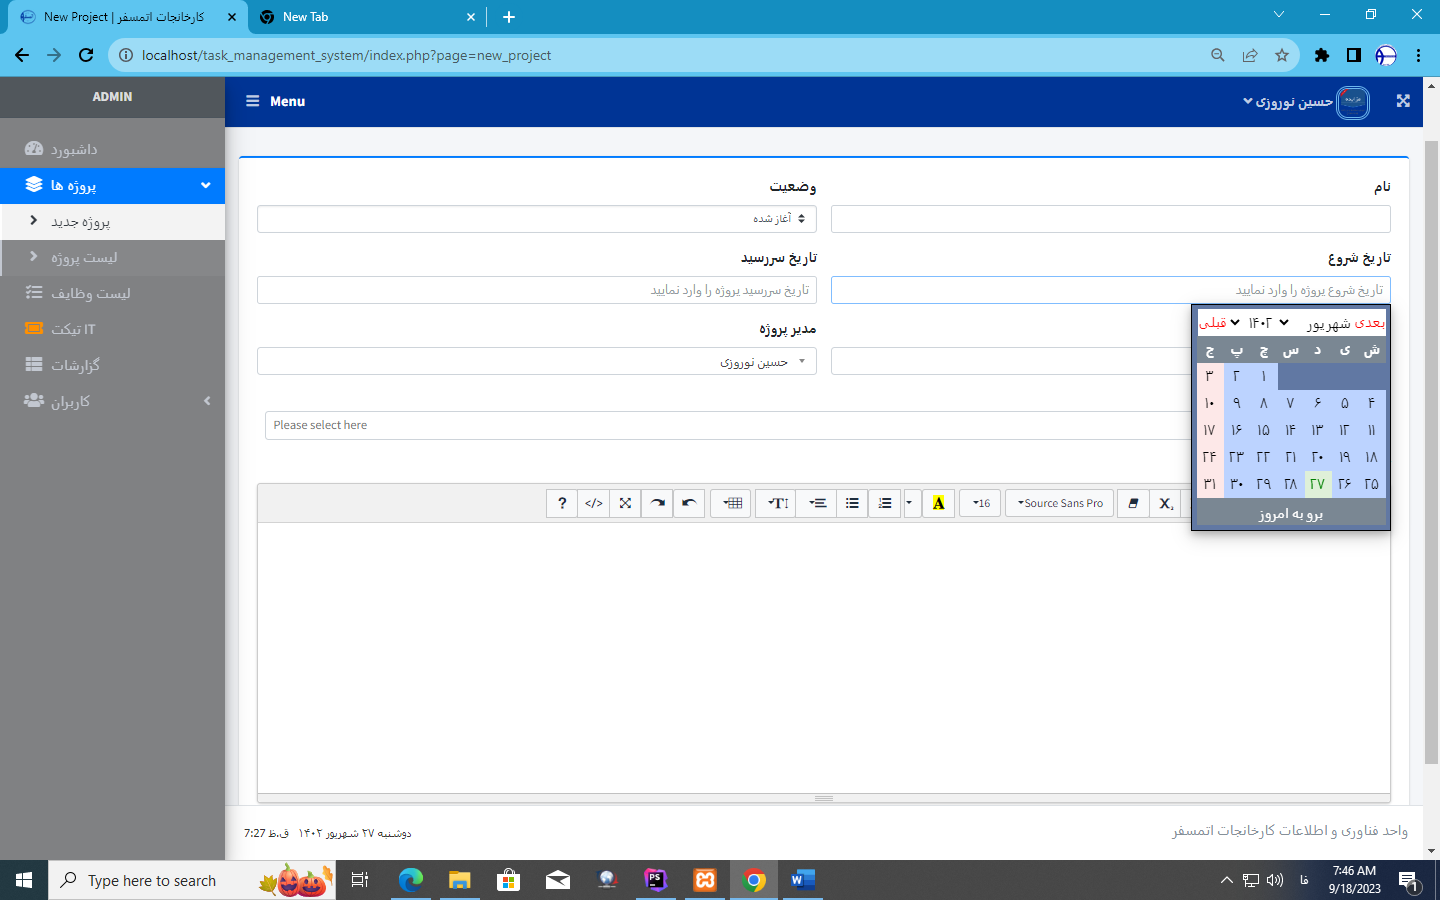 New Project | کارخانجات اتمسفر
New Tab
localhost/task_management_system/index.php?page=new_project
ADMIN
Menu
حسین نوروزی
داشبورد
پروژه ها
پروژه جدید
لیست پروژه
لیست وظایف
تیکت IT
گزارشات
کاربران
نام
وضعیت
آغاز شده
تاریخ شروع
تاریخ سررسید
تاریخ شروع پروژه را وارد نمایید
تاریخ سررسید پروژه را وارد نمایید
مدیر پروژه
حسین نوروزی
بعدی شهریور ۱۴۰۲ قبلی
ش ی د س چ پ ج
۱ ۲ ۳
۴ ۵ ۶ ۷ ۸ ۹ ۱۰
۱۱ ۱۲ ۱۳ ۱۴ ۱۵ ۱۶ ۱۷
۱۸ ۱۹ ۲۰ ۲۱ ۲۲ ۲۳ ۲۴
۲۵ ۲۶ ۲۷ ۲۸ ۲۹ ۳۰ ۳۱
برو به امروز
Please select here
? </> T A 16 Source Sans Pro X₂
دوشنبه ۲۷ شهریور ۱۴۰۲ ق.ظ 7:27
واحد فناوری و اطلاعات کارخانجات اتمسفر
Type here to search
PS
W
فا
7:46 AM
9/18/2023
1